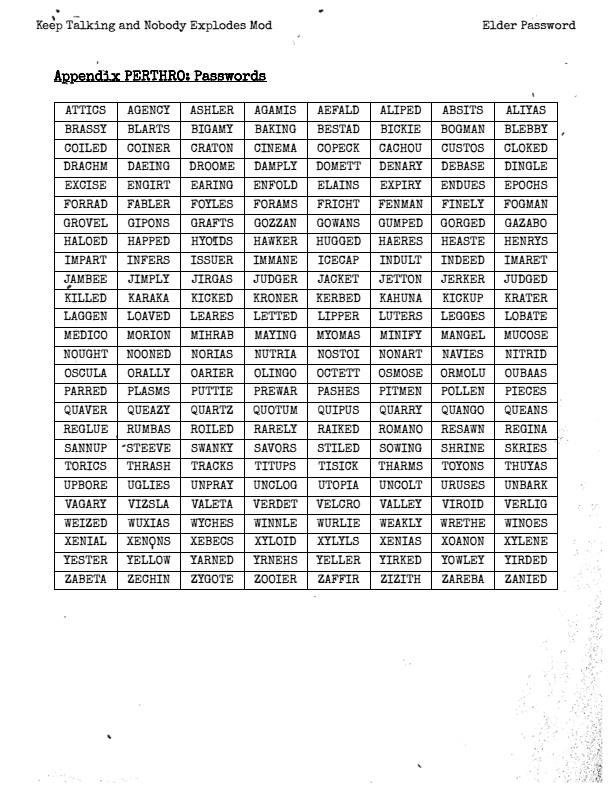 Keep Talking and Nobody Explodes Mod Elder Password
Appendix PERTHRO: Passwords
ATTICS AGENCY ASHLER AGAMIS AEFALD ALIPED ABSITS ALIYAS
BRASSY BLARTS BIGAMY BAKING BESTAD BICKIE BOGMAN BLEBBY
COILED COINER CRATON CINEMA COPECK CACHOU CUSTOS CLOKED
DRACHM DAEING DROOME DAMPLY DOMETT DENARY DEBASE DINGLE
EXCISE ENGIRT EARING ENFOLD ELAINS EXPIRY ENDUES EPOCHS
FORRAD FABLER FOYLES FORAMS FRICHT FENMAN FINELY FOGMAN
GROVEL GIPONS GRAFTS GOZZAN GOWANS GUMPED GORGED GAZABO
HALOED HAPPED HYOIDS HAWKER HUGGED HAERES HEASTE HENRYS
IMPART INFERS ISSUER IMMANE ICECAP INDULT INDEED IMARET
JAMBEE JIMPLY JIRGAS JUDGER JACKET JETTON JERKER JUDGED
KILLED KARAKA KICKED KRONER KERBED KAHUNA KICKUP KRATER
LAGGEN LOAVED LEARES LETTED LIPPER LUTERS LEGGES LOBATE
MEDICO MORION MIHRAB MAYING MYOMAS MINIFY MANGEL MUCOSE
NOUGHT NOONED NORIAS NUTRIA NOSTOI NONART NAVIES NITRID
OSCULA ORALLY OARIER OLINGO OCTETT OSMOSE ORMOLU OUBAAS
PARRED PLASMS PUTTIE PREWAR PASHES PITMEN POLLEN PIECES
QUAVER QUEAZY QUARTZ QUOTUM QUIPUS QUARRY QUANGO QUEANS
REGLUE RUMBAS ROILED RARELY RAIKED ROMANO RESAWN REGINA
SANNUP STEEVE SWANKY SAVORS STILED SOWING SHRINE SKRIES
TORICS THRASH TRACKS TITUPS TISICK THARMS TOYONS THUYAS
UPBORE UGLIES UNPRAY UNCLOG UTOPIA UNCOLT URUSES UNBARK
VAGARY VIZSLA VALETA VERDET VELCRO VALLEY VIROID VERLIG
WEIZED WUXIAS WYCHES WINNLE WURLIE WEAKLY WRETHE WINOES
XENIAL XENONS XEBECS XYLOID XYLYLS XENIAS XOANON XYLENE
YESTER YELLOW YARNED YRNEHS YELLER YIRKED YOWLEY YIRDED
ZABETA ZECHIN ZYGOTE ZOOIER ZAFFIR ZIZITH ZAREBA ZANIED